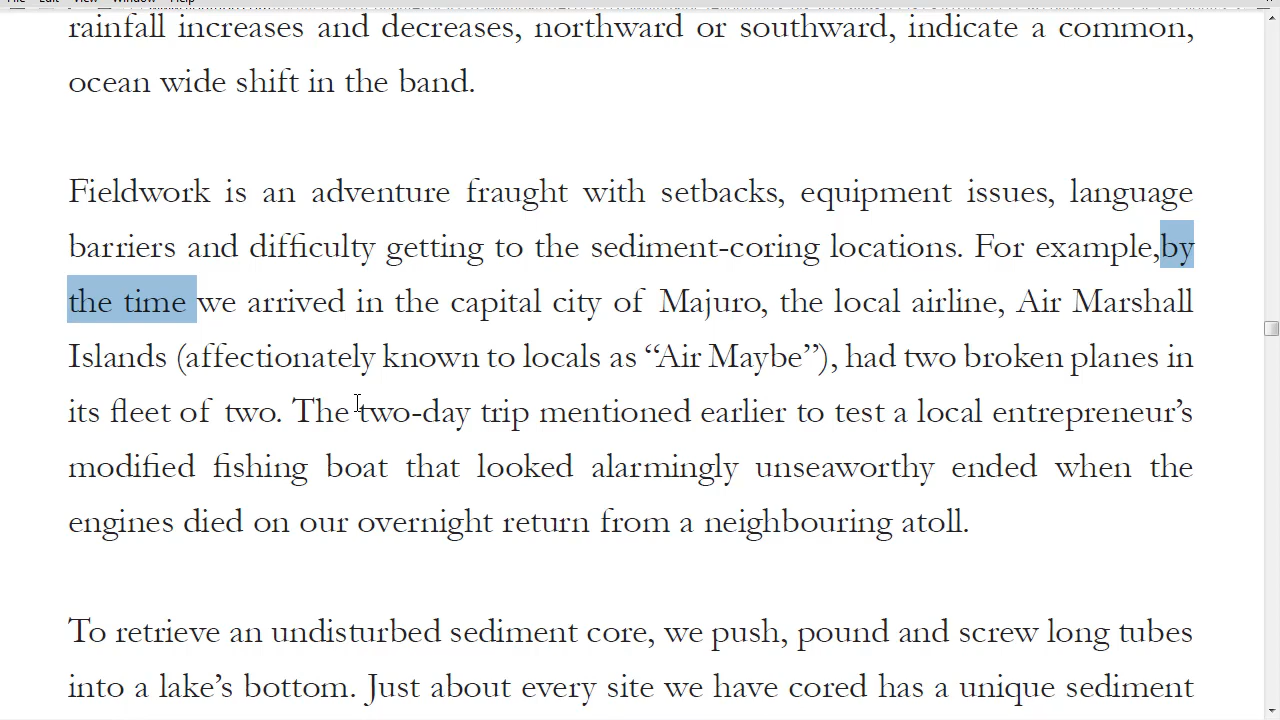 rainfall increases and decreases, northward or southward, indicate a common,
ocean wide shift in the band.
Fieldwork is an adventure fraught with setbacks, equipment issues, language
barriers and difficulty getting to the sediment-coring locations. For example,by
the time we arrived in the capital city of Majuro, the local airline, Air Marshall
Islands (affectionately known to locals as “Air Maybe”), had two broken planes in
its fleet of two. The two-day trip mentioned earlier to test a local entrepreneur’s
modified fishing boat that looked alarmingly unseaworthy ended when the
engines died on our overnight return from a neighbouring atoll.
To retrieve an undisturbed sediment core, we push, pound and screw long tubes
into a lake’s bottom. Just about every site we have cored has a unique sediment